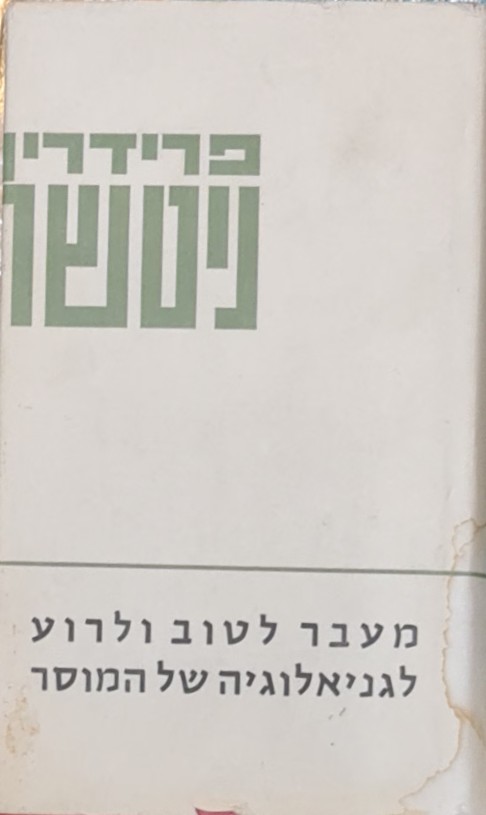 פרידרי
ניטש
מעבר לטוב ולרוע
לגניאלוגיה של המוסר